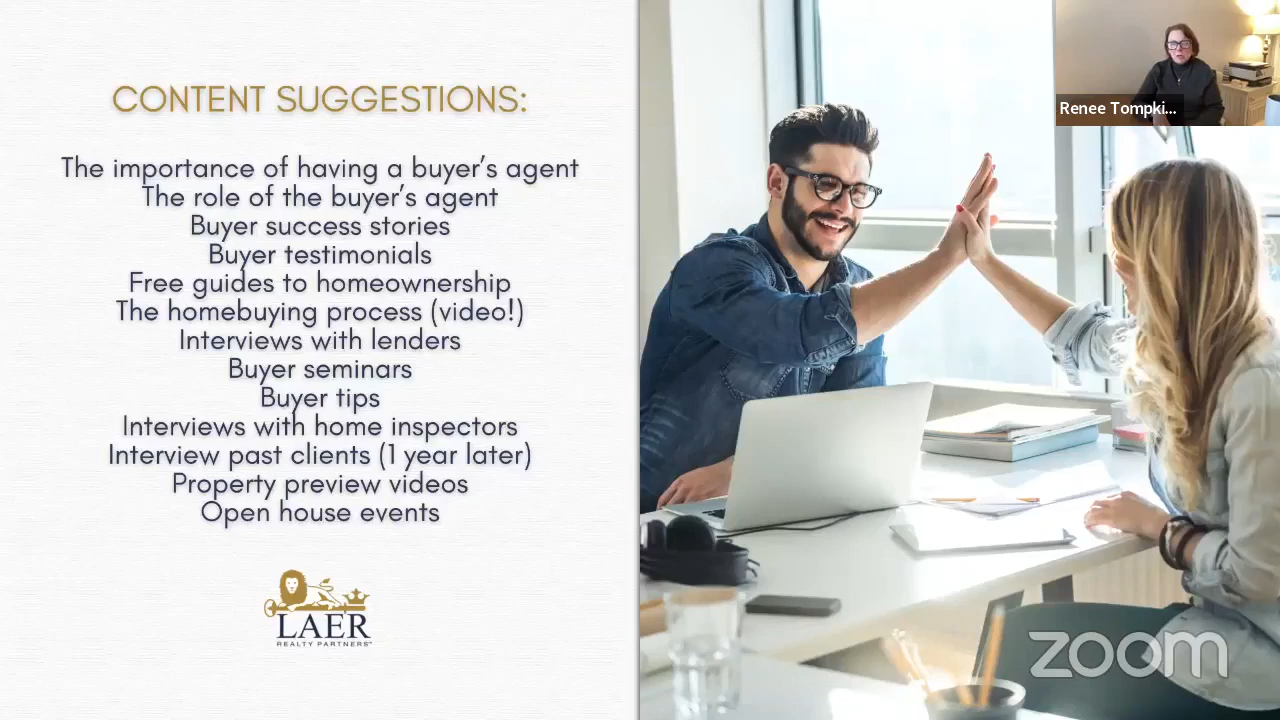 CONTENT SUGGESTIONS:
The importance of having a buyer’s agent
The role of the buyer’s agent
Buyer success stories
Buyer testimonials
Free guides to homeownership
The homebuying process (video!)
Interviews with lenders
Buyer seminars
Buyer tips
Interviews with home inspectors
Interview past clients (1 year later)
Property preview videos
Open house events
LAER
REALTY PARTNERS
Renee Tompki...
zoom